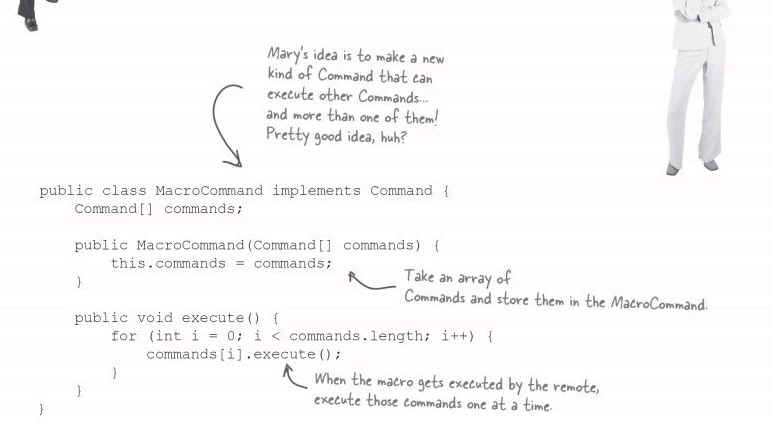 Mary's idea is to make a new
kind of Command that can
execute other Commands...
and more than one of them!
Pretty good idea, huh?
public class MacroCommand implements Command {
Command[] commands;
public MacroCommand(Command[] commands) {
this.commands = commands;
}
Take an array of
Commands and store them in the MacroCommand.
public void execute() {
for (int i = 0; i < commands.length; i++) {
commands[i].execute();
}
When the macro gets executed by the remote,
execute those commands one at a time.
}
}